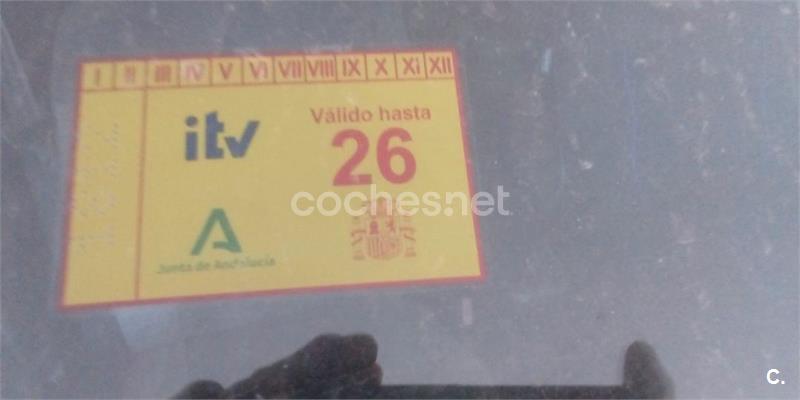 I II III IV V VI VII VIII IX X XI XII
itv
Válido hasta
26
coches.net
Junta de Andalucía
C.